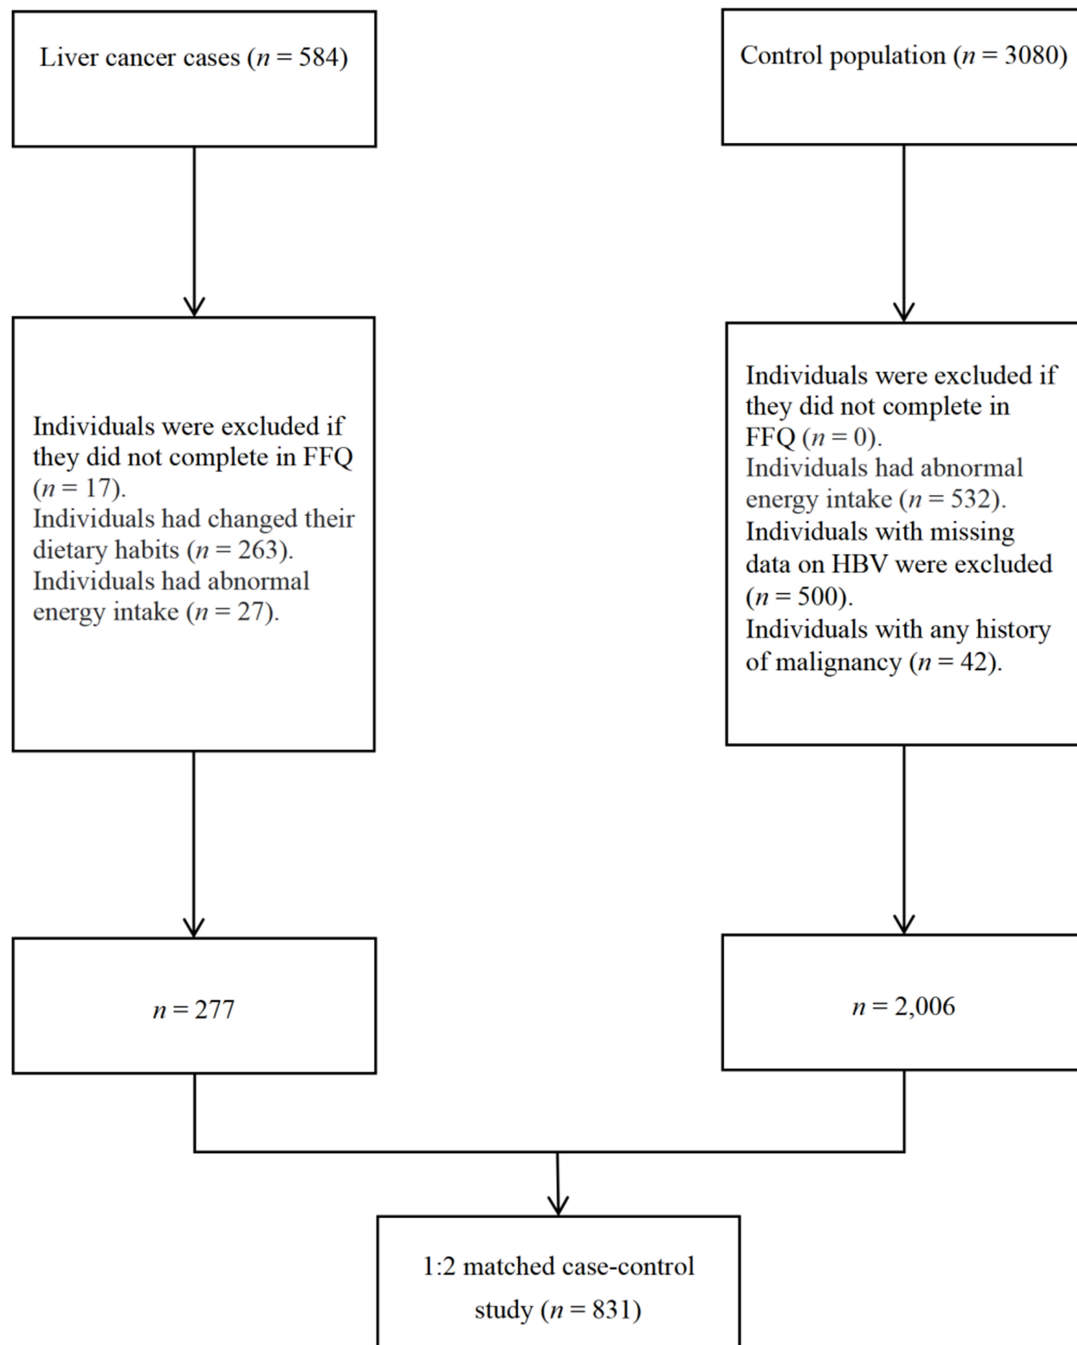 Liver cancer cases (n = 584)
Control population (n = 3080)
Individuals were excluded if
they did not complete in FFQ
(n = 17).
Individuals had changed their
dietary habits (n = 263).
Individuals had abnormal
energy intake (n = 27).
Individuals were excluded if
they did not complete in
FFQ (n = 0).
Individuals had abnormal
energy intake (n = 532).
Individuals with missing
data on HBV were excluded
(n = 500).
Individuals with any history
of malignancy (n = 42).
n = 277
n = 2,006
1:2 matched case-control
study (n = 831)